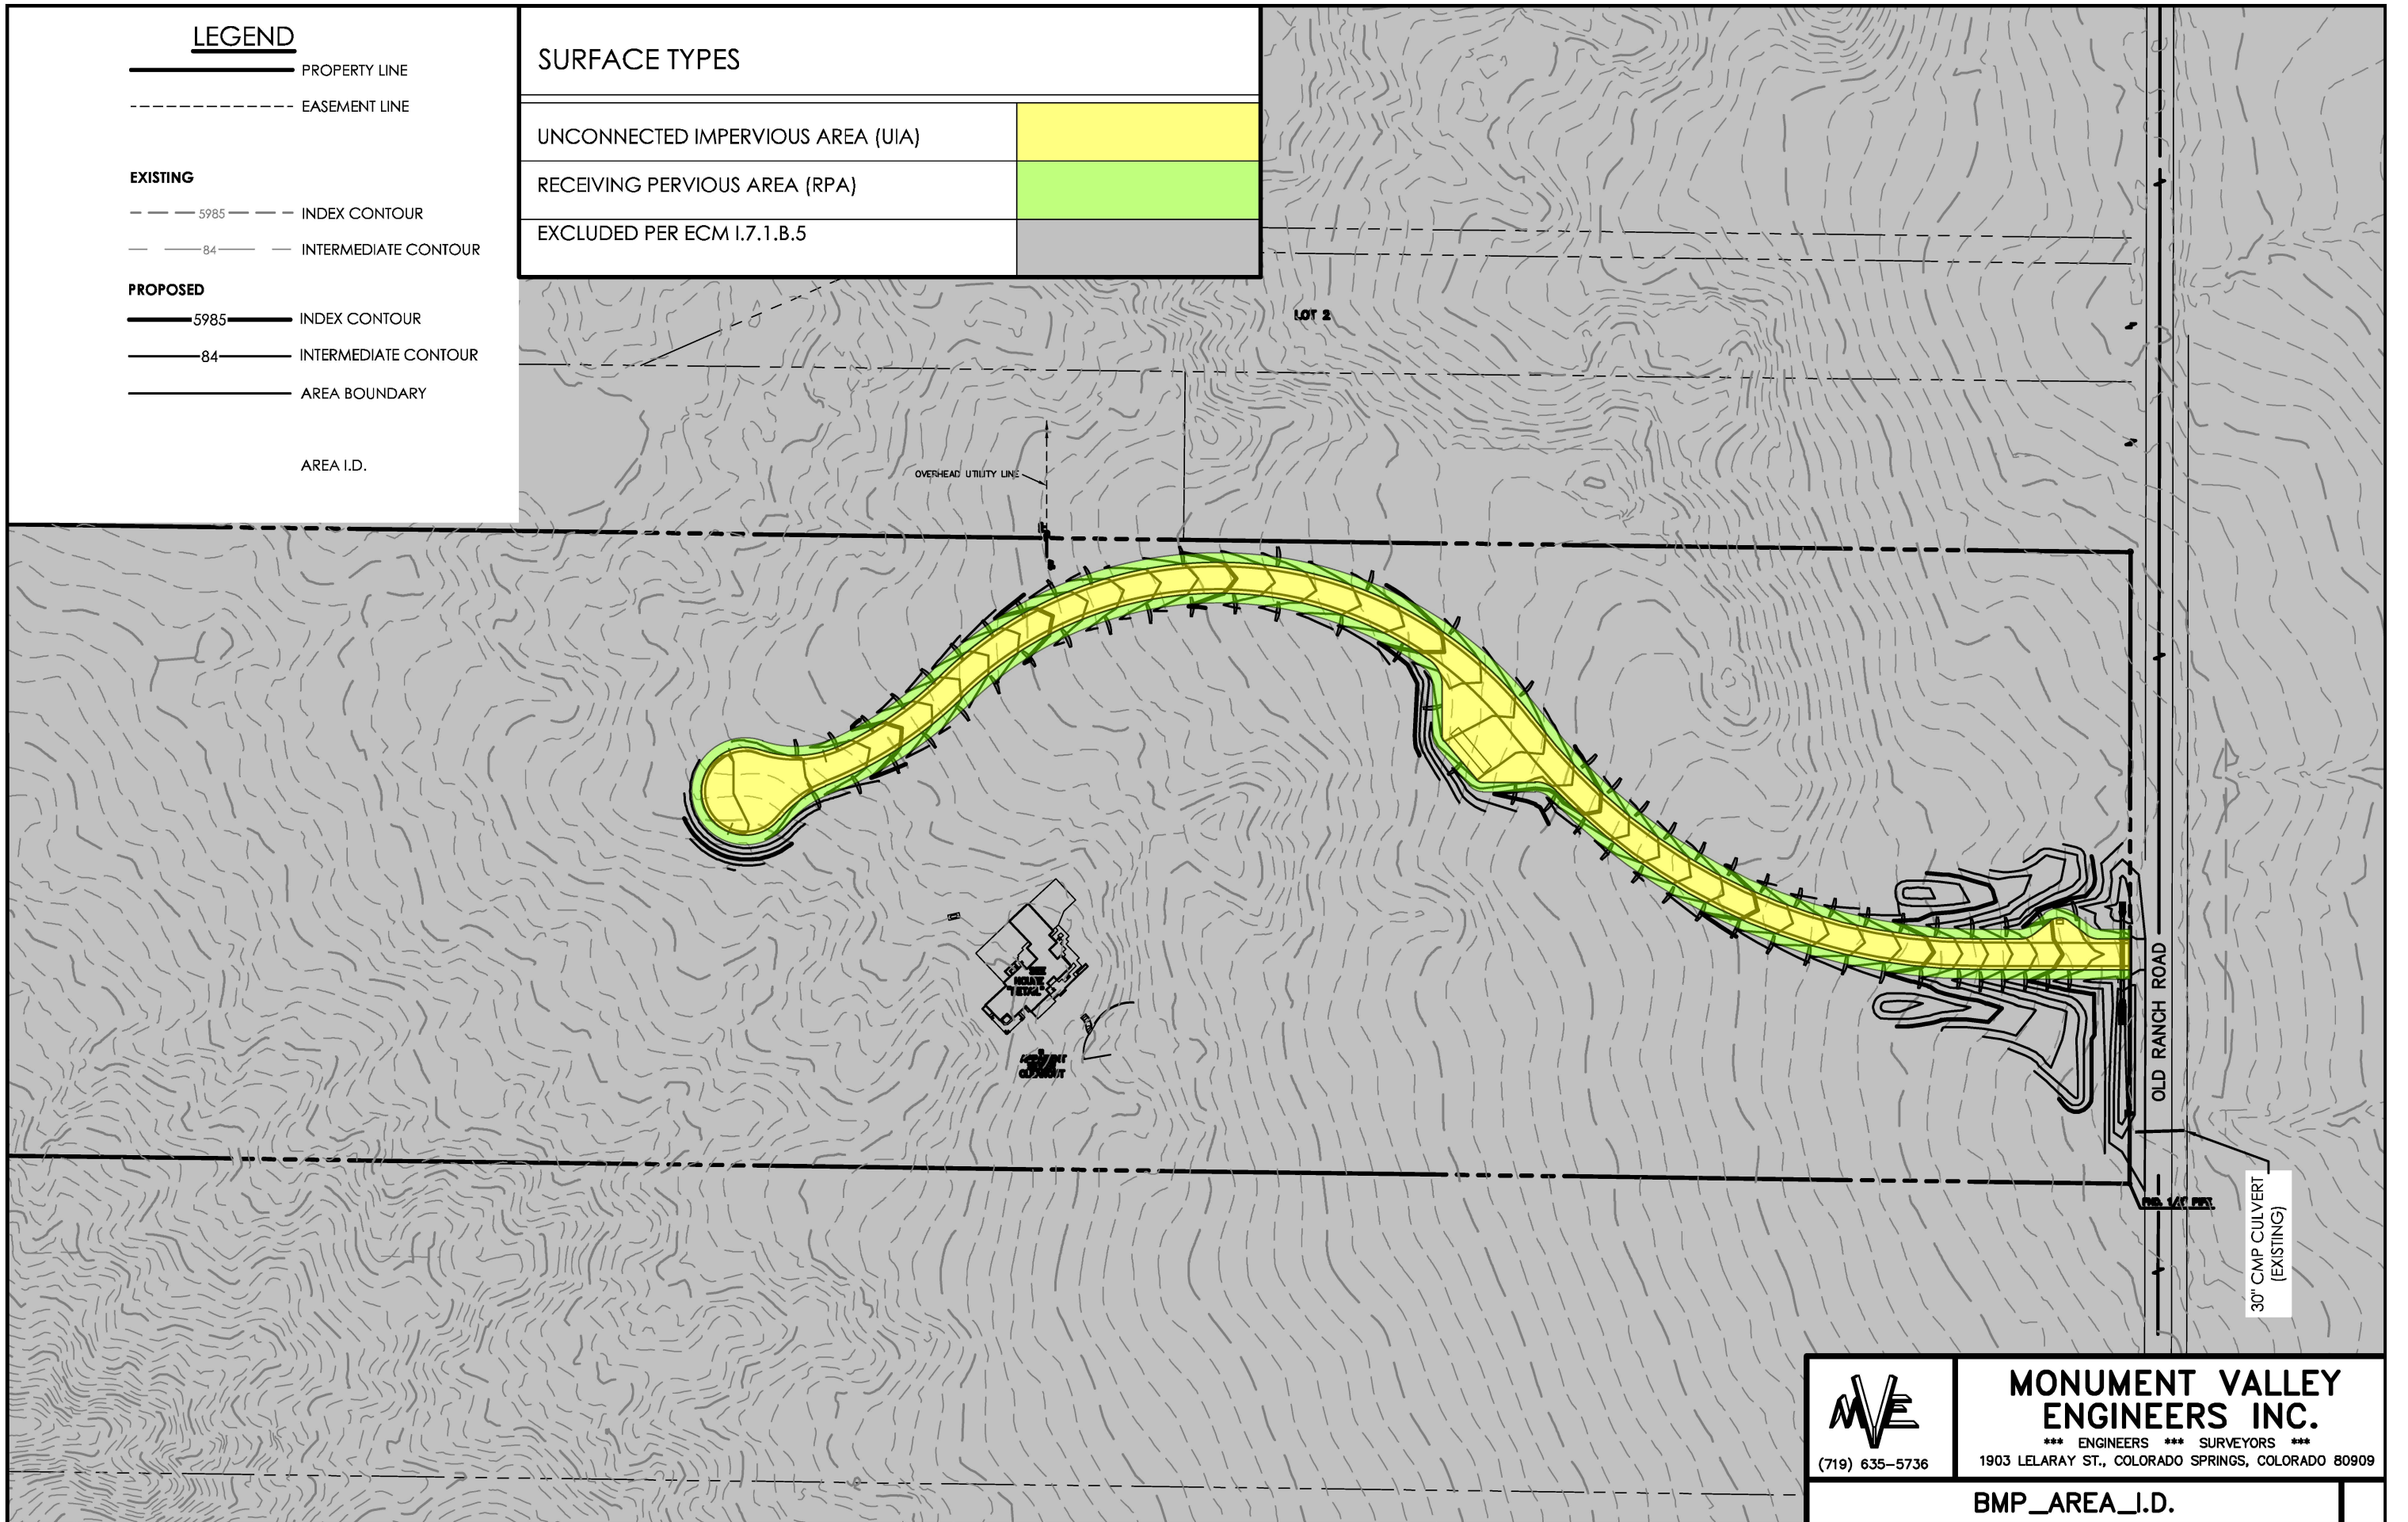 LEGEND
PROPERTY LINE
EASEMENT LINE
EXISTING
5985 INDEX CONTOUR
84 INTERMEDIATE CONTOUR
PROPOSED
5985 INDEX CONTOUR
84 INTERMEDIATE CONTOUR
AREA BOUNDARY
AREA I.D.
SURFACE TYPES
UNCONNECTED IMPERVIOUS AREA (UIA)
RECEIVING PERVIOUS AREA (RPA)
EXCLUDED PER ECM I.7.1.B.5
LOT 2
OVERHEAD UTILITY LINE
OLD RANCH ROAD
30" CMP CULVERT
(EXISTING)
MVE
(719) 635-5736
MONUMENT VALLEY
ENGINEERS INC.
*** ENGINEERS *** SURVEYORS ***
1903 LELARAY ST., COLORADO SPRINGS, COLORADO 80909
BMP_AREA_I.D.